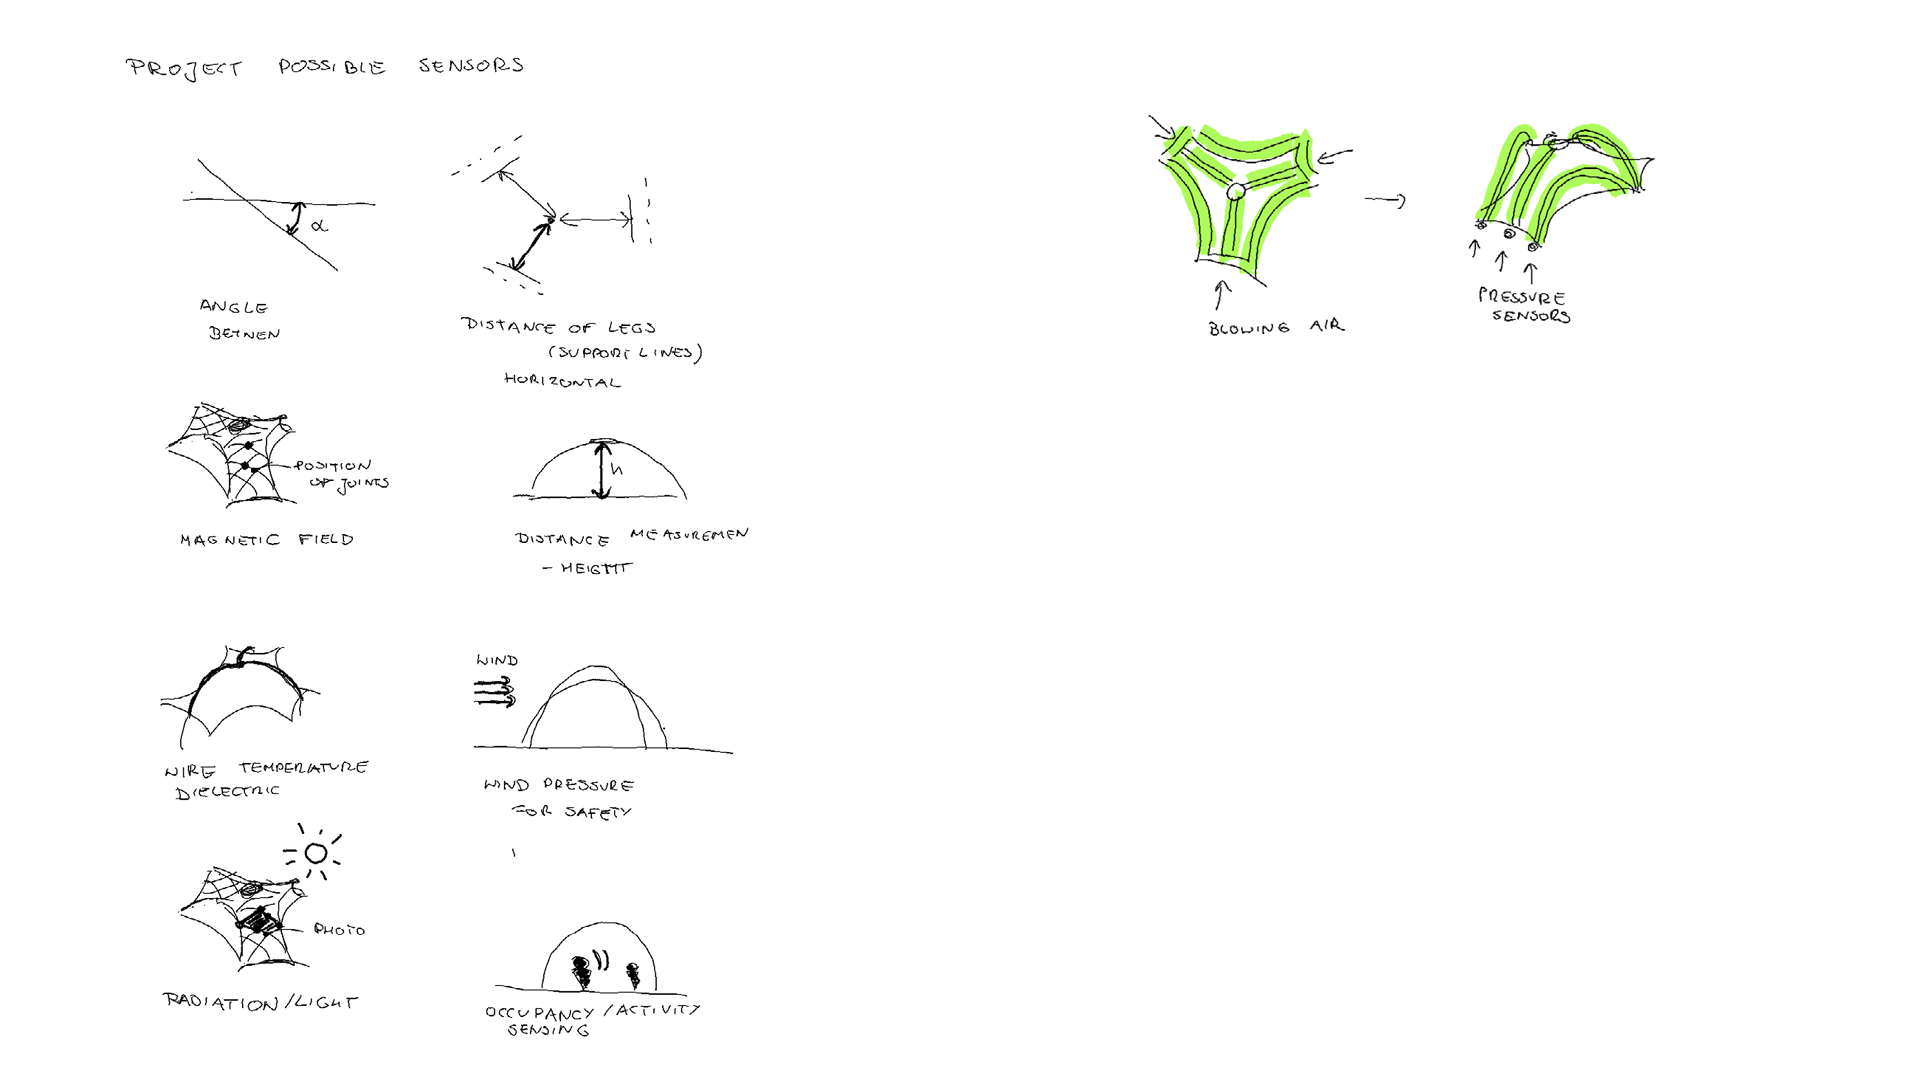 PROJECT POSSIBLE SENSORS
α
ANGLE
BETWEN
DISTANCE OF LEGS
(SUPPORT LINES)
HORIZONTAL
POSITION
OF JOINTS
MAGNETIC FIELD
h
DISTANCE MEASUREMEN
- HEIGHT
WIRE TEMPERATURE
DIELECTRIC
WIND
WIND PRESSURE
FOR SAFETY
PHOTO
RADIATION/LIGHT
OCCUPANCY/ACTIVITY
SENSING
BLOWING AIR
PRESSURE
SENSORS